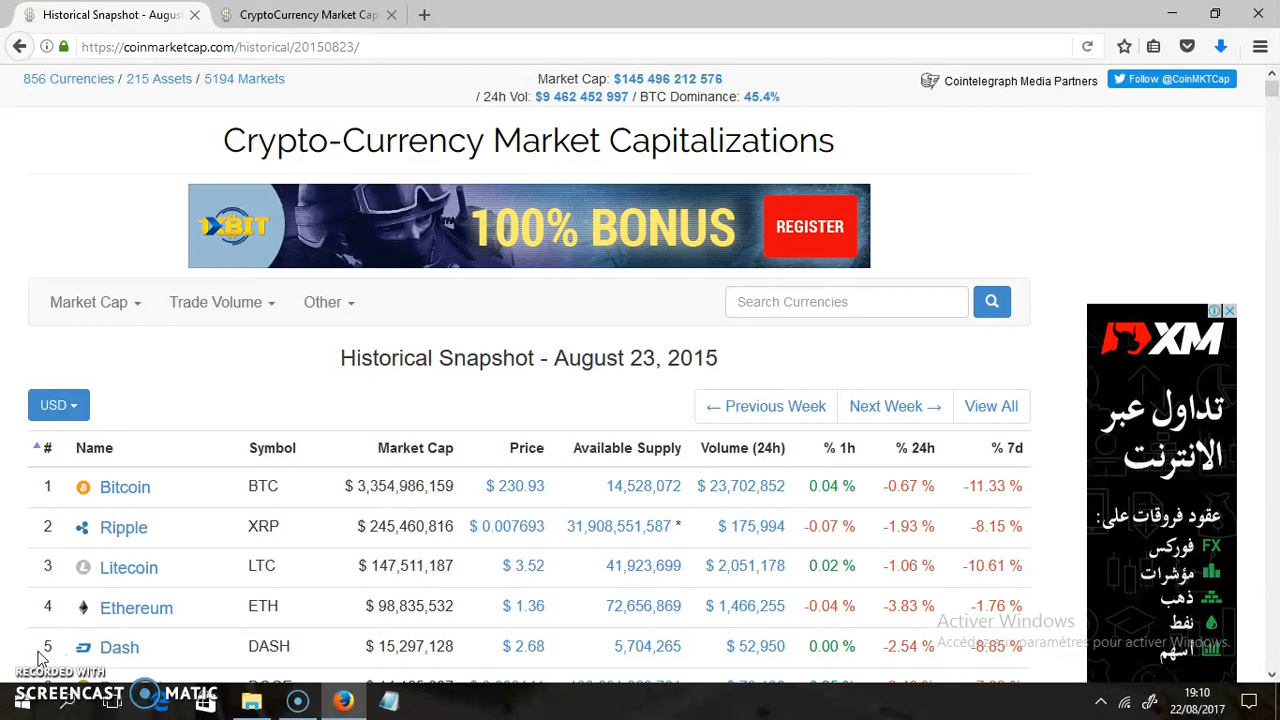 Historical Snapshot - Augus
CryptoCurrency Market Cap
https://coinmarketcap.com/historical/20150823/
856 Currencies / 215 Assets / 5194 Markets
Market Cap: $145 496 212 576
/ 24h Vol: $9 462 452 997 / BTC Dominance: 45.4%
Cointelegraph Media Partners
Follow @CoinMKTCap
Crypto-Currency Market Capitalizations
1XBIT
100% BONUS
REGISTER
Market Cap
Trade Volume
Other
Search Currencies
Historical Snapshot - August 23, 2015
USD
← Previous Week
Next Week →
View All
# Name Symbol Market Cap Price Available Supply Volume (24h) % 1h % 24h % 7d
1 Bitcoin BTC $ 3,354,966,159 $ 230.93 14,528,072 $ 23,702,852 0.04 % -0.67 % -11.33 %
2 Ripple XRP $ 245,460,816 $ 0.007693 31,908,551,587 * $ 175,994 -0.07 % -1.93 % -8.15 %
3 Litecoin LTC $ 147,511,187 $ 3.52 41,923,699 $ 2,051,178 0.02 % -1.06 % -10.61 %
4 Ethereum ETH $ 98,835,532 $ 1.36 72,656,869 $ 1,466,255 -0.04 % -3.83 % -1.76 %
5 Dash DASH $ 15,297,128 $ 2.68 5,704,265 $ 52,950 0.00 % -2.54 % -8.85 %
XM
تداول عبر
الانترنت
عقود فروقات على:
فوركس FX
مؤشرات
ذهب
نفط
أسهم
Activer Windows
Accédez aux paramètres pour activer Windows.
RECORDED WITH
SCREENCAST MATIC
19:10
22/08/2017